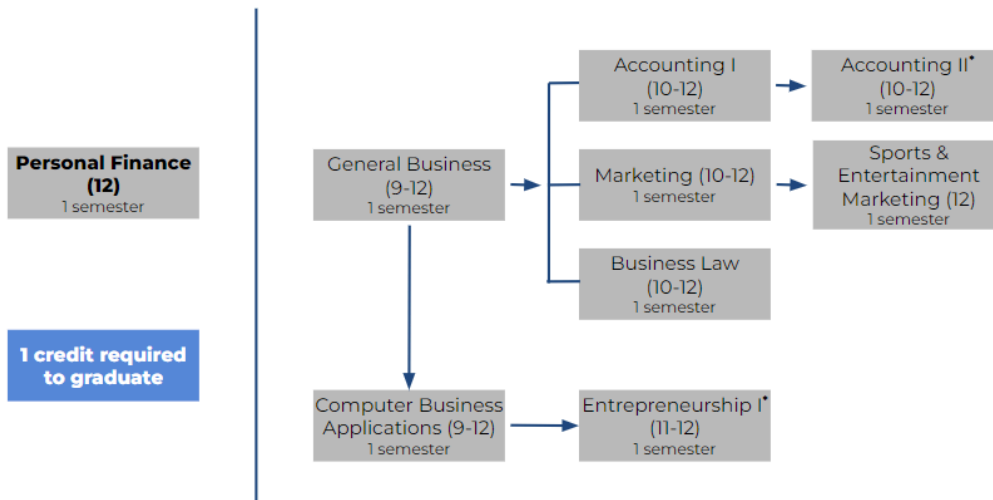 Personal Finance
(12)
1 semester
1 credit required
to graduate
General Business
(9-12)
1 semester
Accounting I
(10-12)
1 semester
Accounting II*
(10-12)
1 semester
Marketing (10-12)
1 semester
Sports &
Entertainment
Marketing (12)
1 semester
Business Law
(10-12)
1 semester
Computer Business
Applications (9-12)
1 semester
Entrepreneurship I*
(11-12)
1 semester